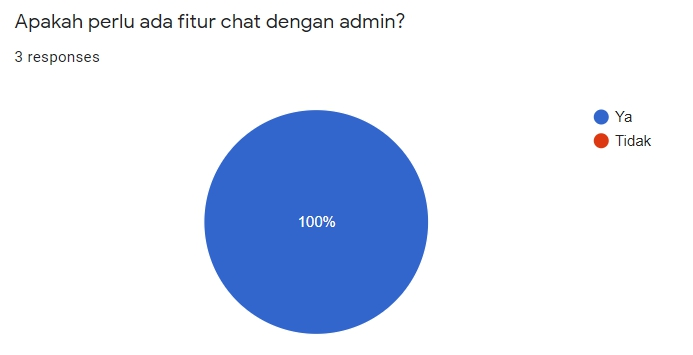 Apakah perlu ada fitur chat dengan admin?
3 responses
Ya
Tidak
100%